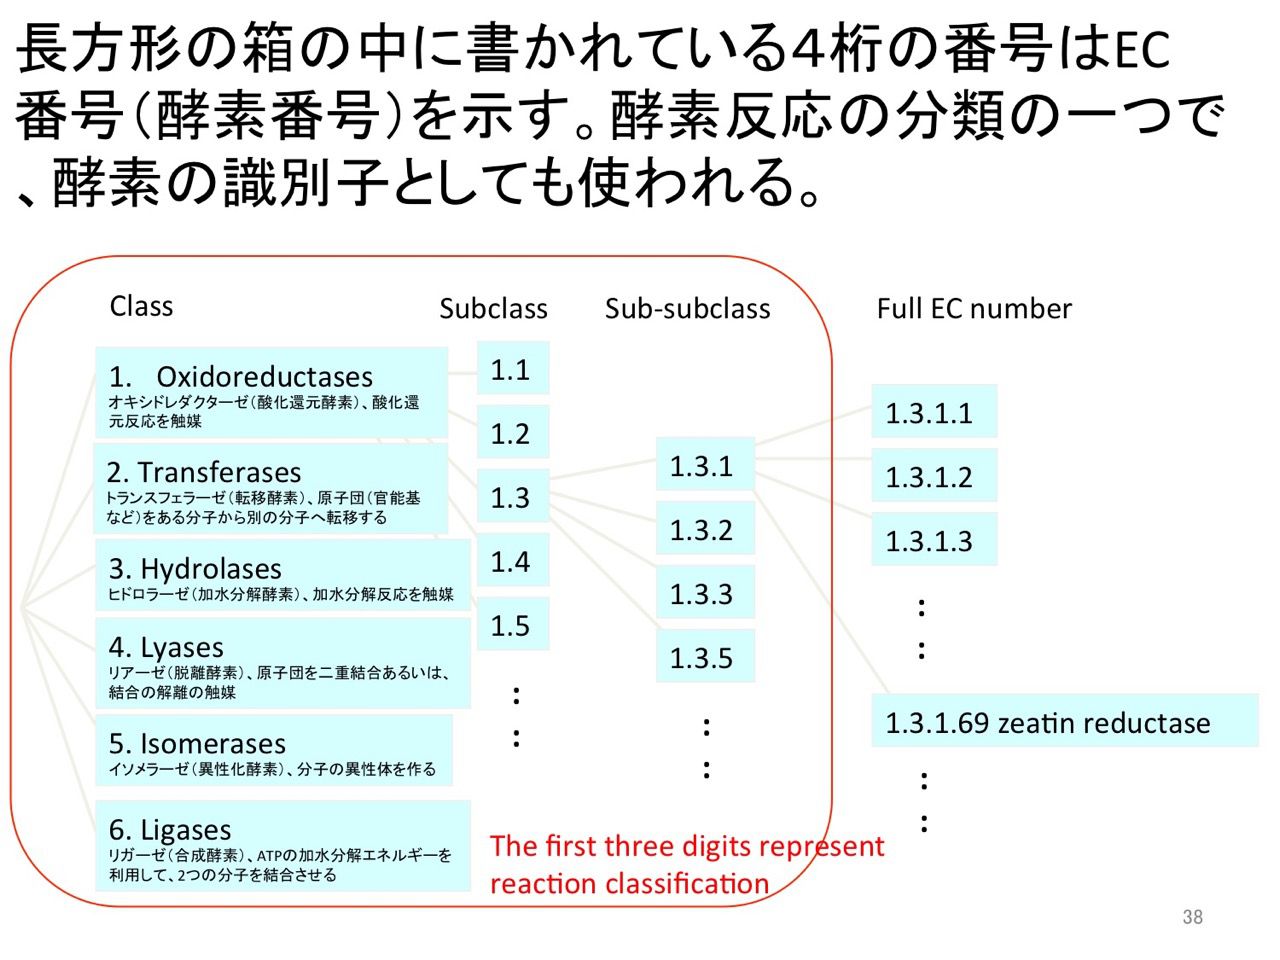 長方形の箱の中に書かれている４桁の番号はEC
番号（酵素番号）を示す。酵素反応の分類の一つで
、酵素の識別子としても使われる。
Class
Subclass
Sub-subclass
Full EC number
1. Oxidoreductases
オキシドレダクターゼ（酸化還元酵素）、酸化還
元反応を触媒
2. Transferases
トランスフェラーゼ（転移酵素）、原子団（官能基
など）をある分子から別の分子へ転移する
3. Hydrolases
ヒドロラーゼ（加水分解酵素）、加水分解反応を触媒
4. Lyases
リアーゼ（脱離酵素）、原子団を二重結合あるいは、
結合の解離の触媒
5. Isomerases
イソメラーゼ（異性化酵素）、分子の異性体を作る
6. Ligases
リガーゼ（合成酵素）、ATPの加水分解エネルギーを
利用して、2つの分子を結合させる
1.1
1.2
1.3
1.4
1.5
:
:
1.3.1
1.3.2
1.3.3
1.3.5
:
:
1.3.1.1
1.3.1.2
1.3.1.3
:
:
1.3.1.69 zeatin reductase
:
:
The first three digits represent
reaction classification
38